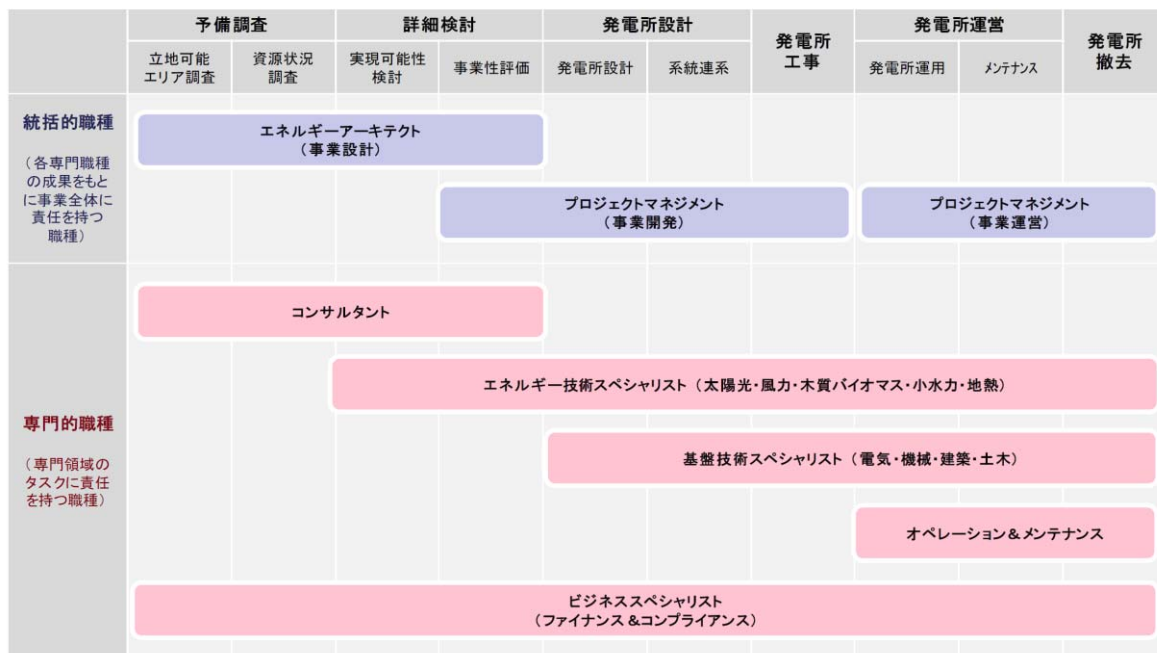 予備調査
詳細検討
発電所設計
発電所
工事
発電所運営
発電所
撤去
立地可能
エリア調査
資源状況
調査
実現可能性
検討
事業性評価
発電所設計
系統連系
発電所運用
メンテナンス
統括的職種
（各専門職種
の成果をもと
に事業全体に
責任を持つ
職種）
エネルギーアーキテクト
（事業設計）
プロジェクトマネジメント
（事業開発）
プロジェクトマネジメント
（事業運営）
専門的職種
（専門領域の
タスクに責任
を持つ職種）
コンサルタント
エネルギー技術スペシャリスト（太陽光・風力・木質バイオマス・小水力・地熱）
基盤技術スペシャリスト（電気・機械・建築・土木）
オペレーション＆メンテナンス
ビジネススペシャリスト
（ファイナンス＆コンプライアンス）